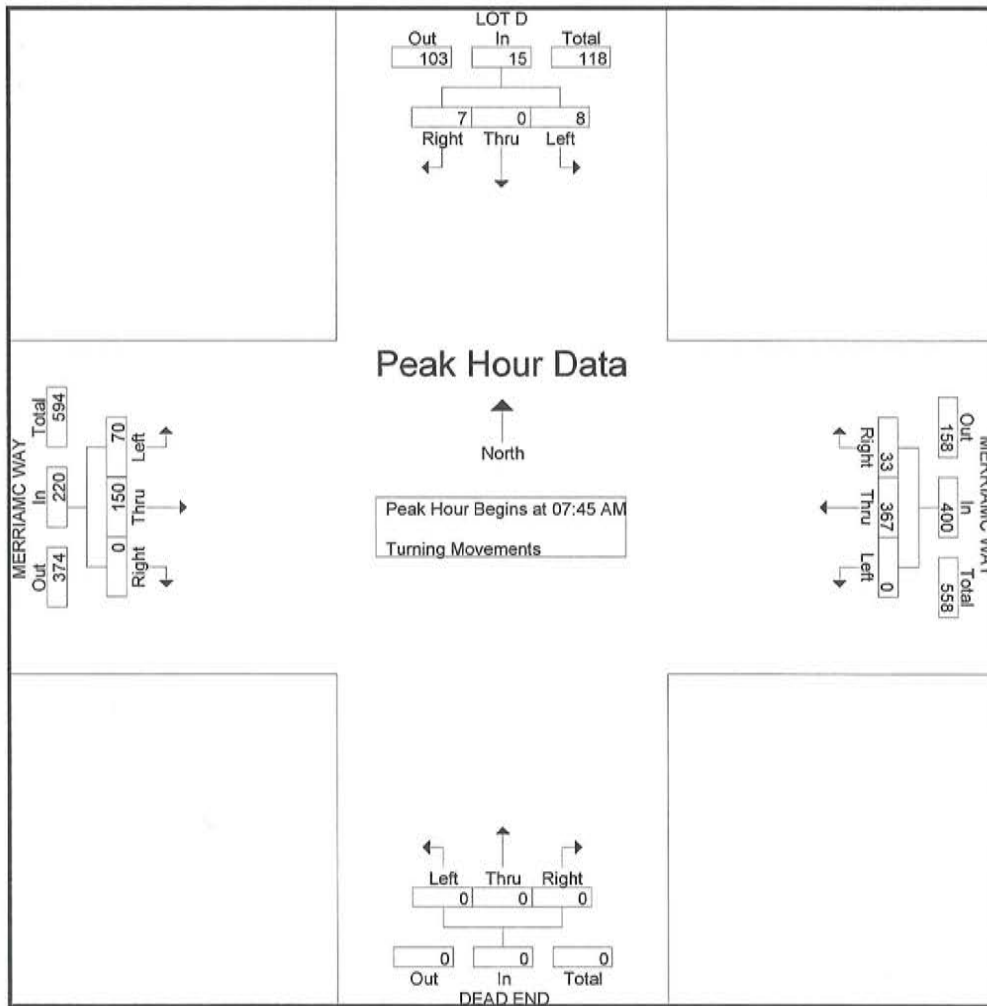 LOT D
Out In Total
103 15 118
7 0 8
Right Thru Left
Peak Hour Data
North
Peak Hour Begins at 07:45 AM
Turning Movements
MERRIAMC WAY
Out In Total
374 220 594
70 150 0
Left Thru Right
Right Thru Left
33 367 0
Out In Total
158 400 558
MERRIAMC WAY
Left Thru Right
0 0 0
0 0 0
Out In Total
DEAD END